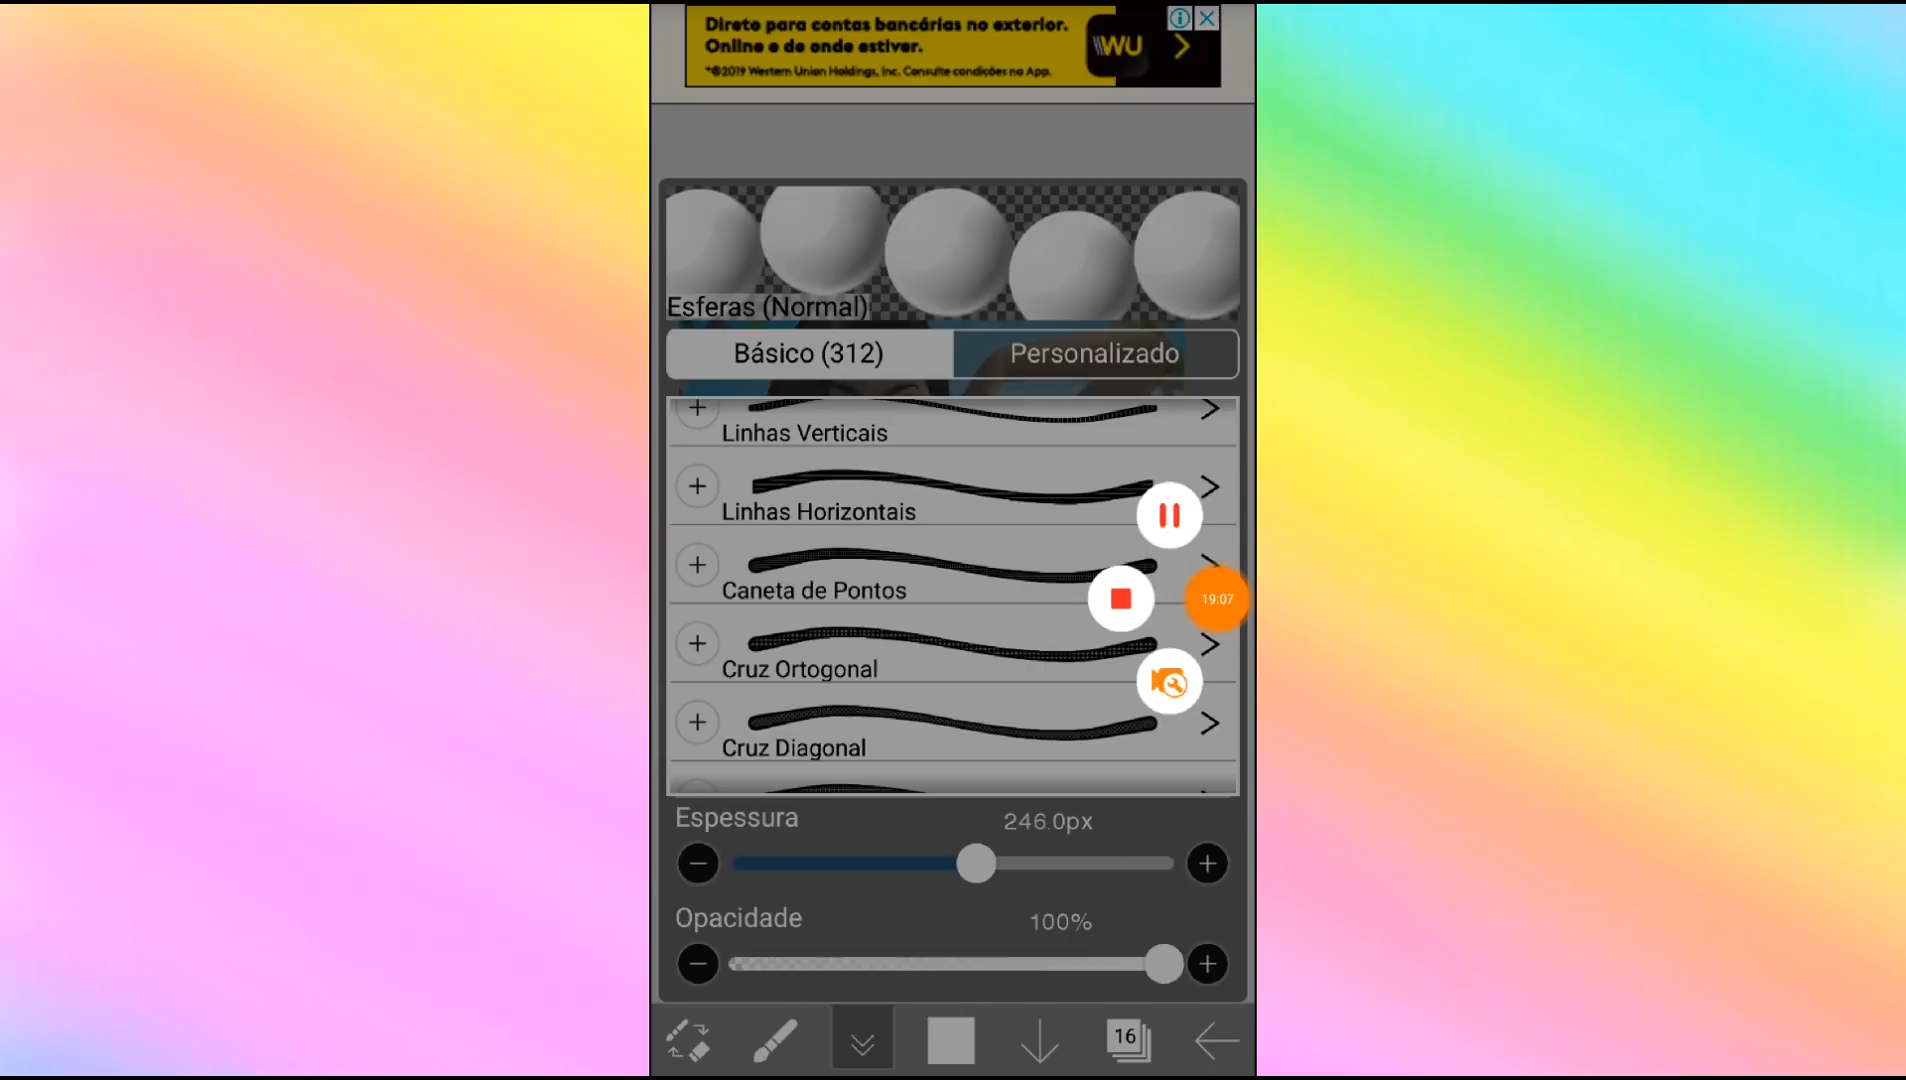 Direto para contas bancárias no exterior.
Online e de onde estiver.
*©2019 Western Union Holdings, Inc. Consulte condições no App.
WU
Esferas (Normal)
Básico (312)
Personalizado
Linhas Verticais
Linhas Horizontais
Caneta de Pontos
19:07
Cruz Ortogonal
Cruz Diagonal
Espessura
246.0px
Opacidade
100%
16